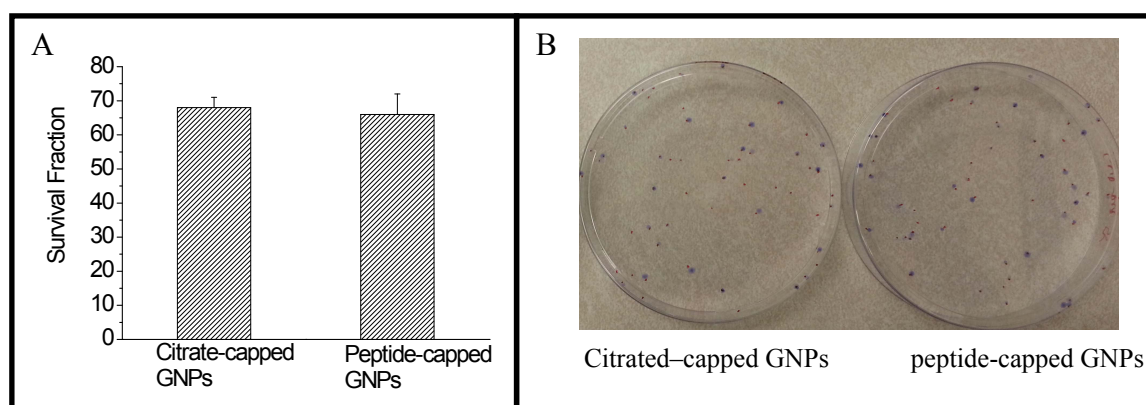 A
80
70
60
50
40
30
20
10
0
Survival Fraction
Citrate-capped
GNPs
Peptide-capped
GNPs
B
Citrated–capped GNPs
peptide-capped GNPs